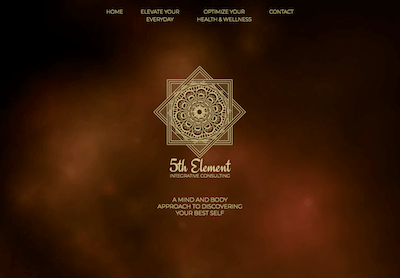 HOME
ELEVATE YOUR
EVERYDAY
OPTIMIZE YOUR
HEALTH & WELLNESS
CONTACT
5th Element
INTEGRATIVE CONSULTING
A MIND AND BODY
APPROACH TO DISCOVERING
YOUR BEST SELF